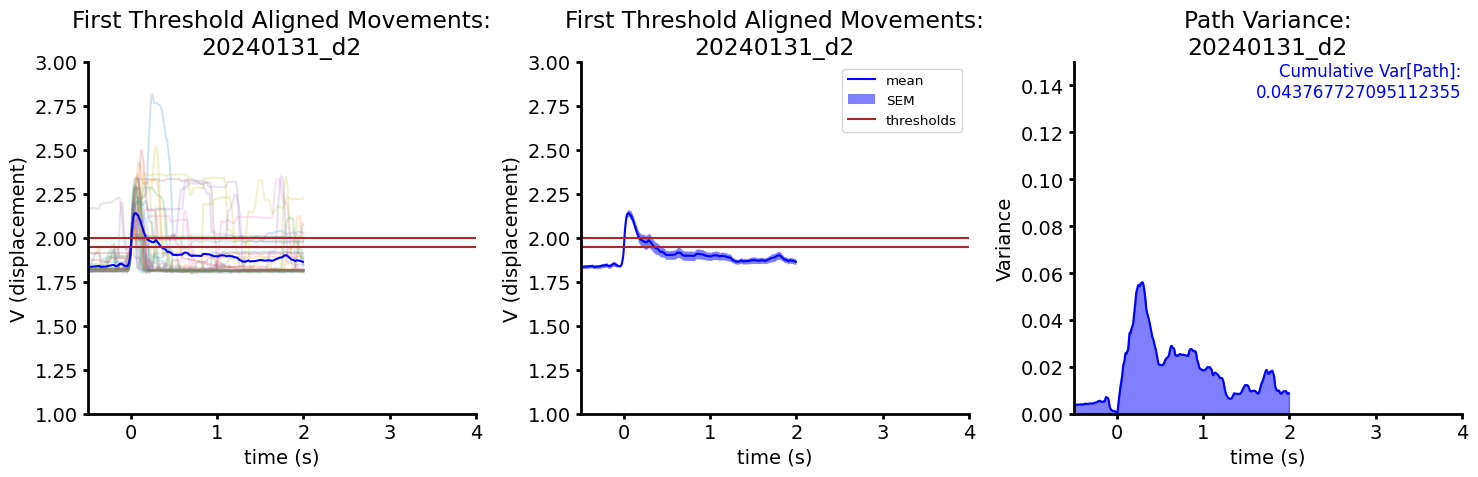 First Threshold Aligned Movements:
20240131_d2
3.00
2.75
2.50
2.25
2.00
1.75
1.50
1.25
1.00
V (displacement)
0
1
2
3
4
time (s)
First Threshold Aligned Movements:
20240131_d2
mean
SEM
thresholds
3.00
2.75
2.50
2.25
2.00
1.75
1.50
1.25
1.00
V (displacement)
0
1
2
3
4
time (s)
Path Variance:
20240131_d2
Cumulative Var[Path]:
0.043767727095112355
0.14
0.12
0.10
0.08
0.06
0.04
0.02
0.00
Variance
0
1
2
3
4
time (s)